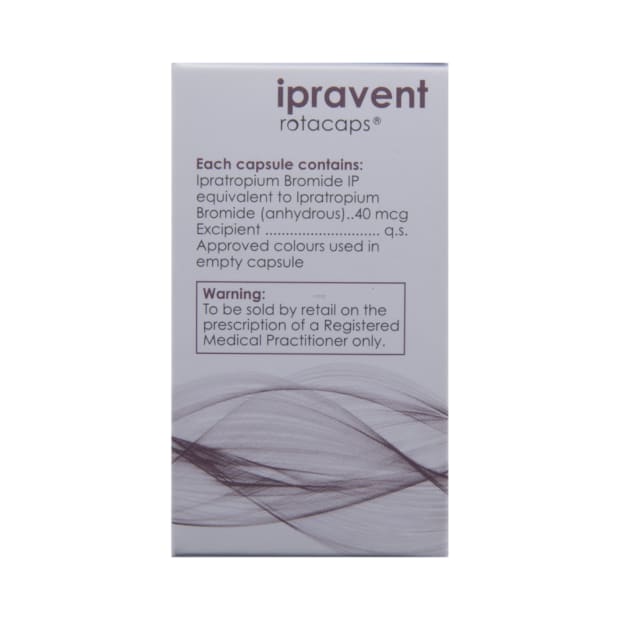 ipravent
rotacaps®
Each capsule contains:
Ipratropium Bromide IP
equivalent to Ipratropium
Bromide (anhydrous)..40 mcg
Excipient ............................ q.s.
Approved colours used in
empty capsule
Warning:
To be sold by retail on the
prescription of a Registered
Medical Practitioner only.